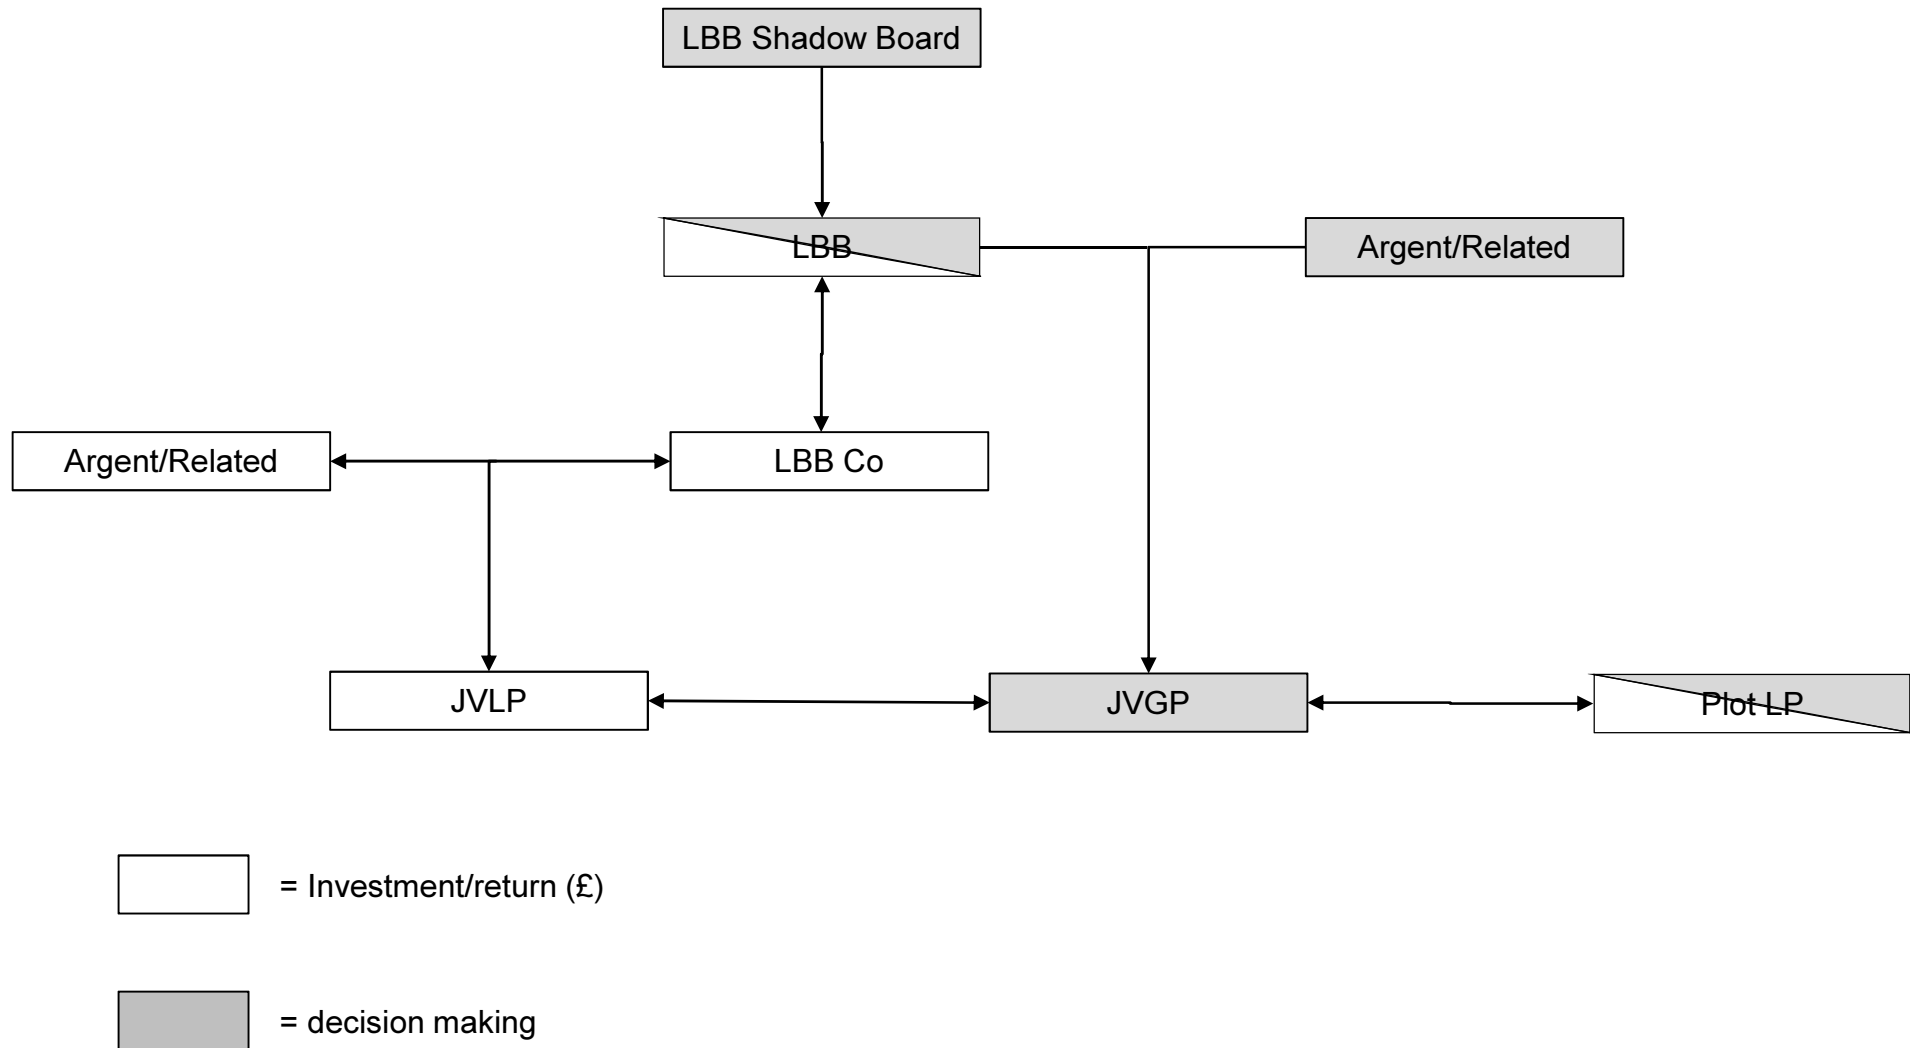 LBB Shadow Board
LBB
Argent/Related
Argent/Related
LBB Co
JVLP
JVGP
Plot LP
= Investment/return (£)
= decision making